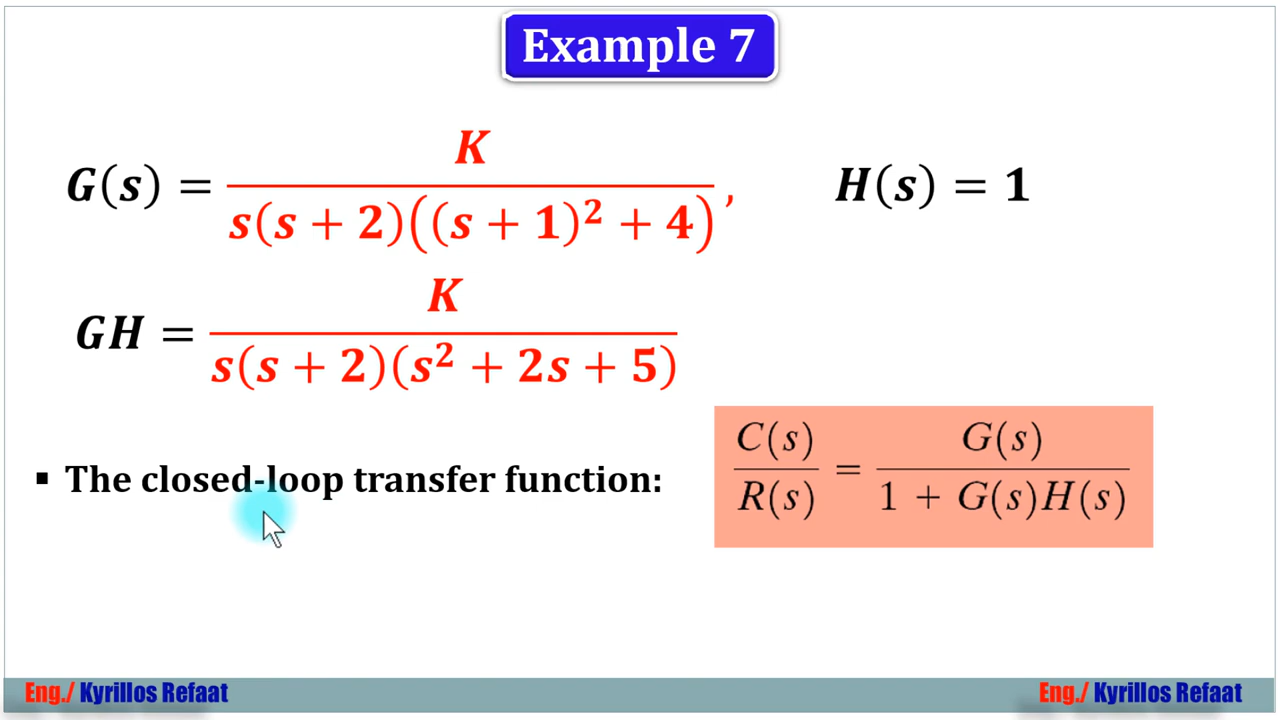 Example 7
G(s) = K / s(s + 2)((s + 1)² + 4) , H(s) = 1
GH = K / s(s + 2)(s² + 2s + 5)
▪ The closed-loop transfer function:
C(s) / R(s) = G(s) / 1 + G(s)H(s)
Eng./ Kyrillos Refaat
Eng./ Kyrillos Refaat